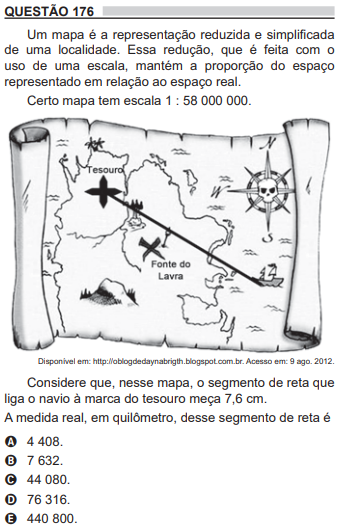 QUESTÃO 176
Um mapa é a representação reduzida e simplificada
de uma localidade. Essa redução, que é feita com o
uso de uma escala, mantém a proporção do espaço
representado em relação ao espaço real.
Certo mapa tem escala 1 : 58 000 000.
N
Tesouro
W
E
S
Fonte do
Lavra
Disponível em: http://oblogdedaynabrigth.blogspot.com.br. Acesso em: 9 ago. 2012.
Considere que, nesse mapa, o segmento de reta que
liga o navio à marca do tesouro meça 7,6 cm.
A medida real, em quilômetro, desse segmento de reta é
A 4 408.
B 7 632.
C 44 080.
D 76 316.
E 440 800.